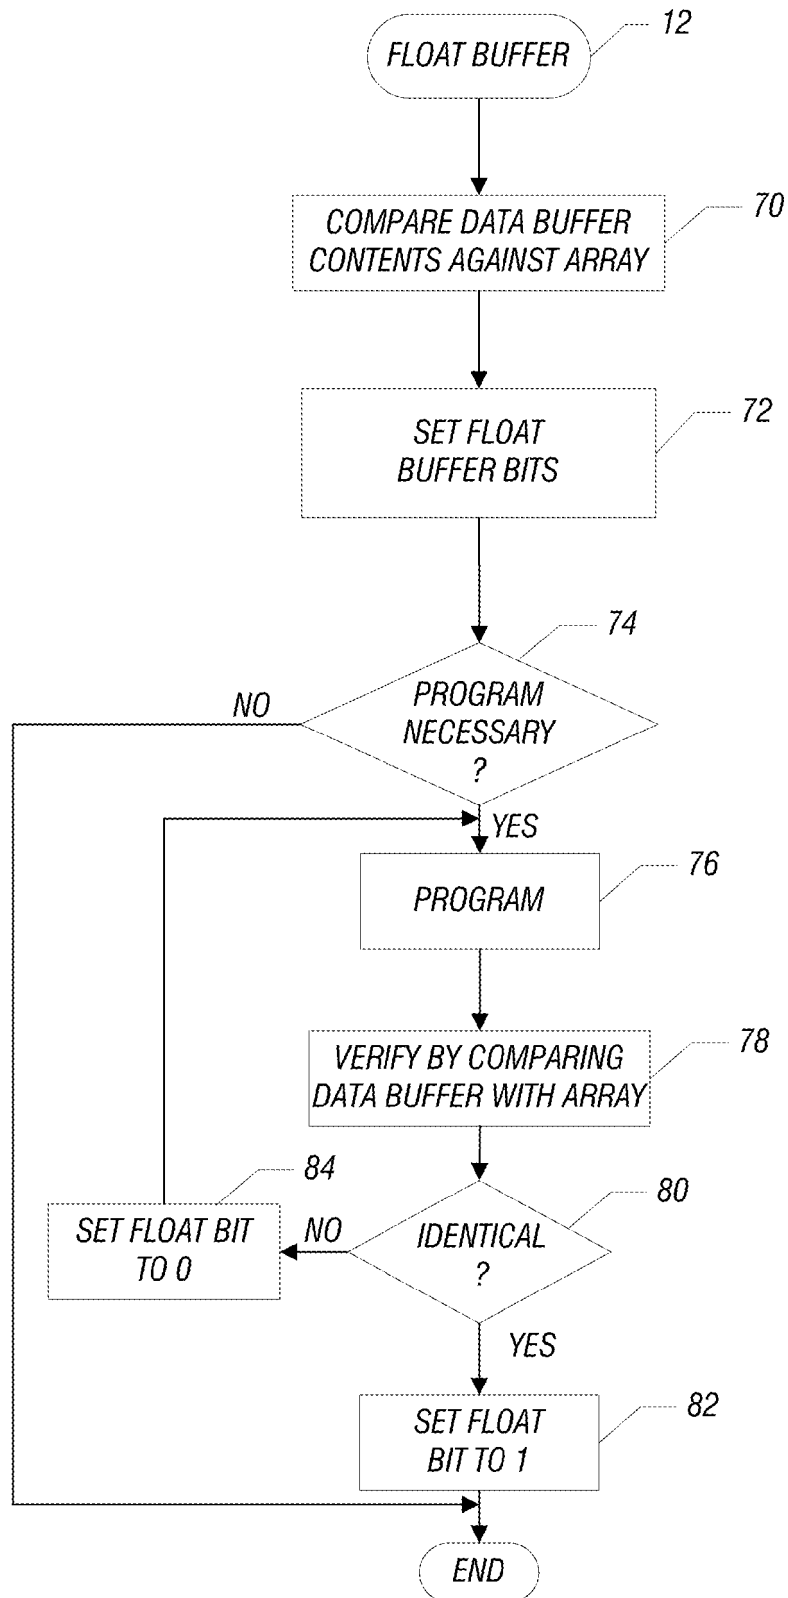 12
FLOAT BUFFER
70
COMPARE DATA BUFFER
CONTENTS AGAINST ARRAY
72
SET FLOAT
BUFFER BITS
74
PROGRAM
NECESSARY
?
NO
YES
76
PROGRAM
78
VERIFY BY COMPARING
DATA BUFFER WITH ARRAY
84
80
SET FLOAT BIT
TO 0
NO
IDENTICAL
?
YES
82
SET FLOAT
BIT TO 1
END